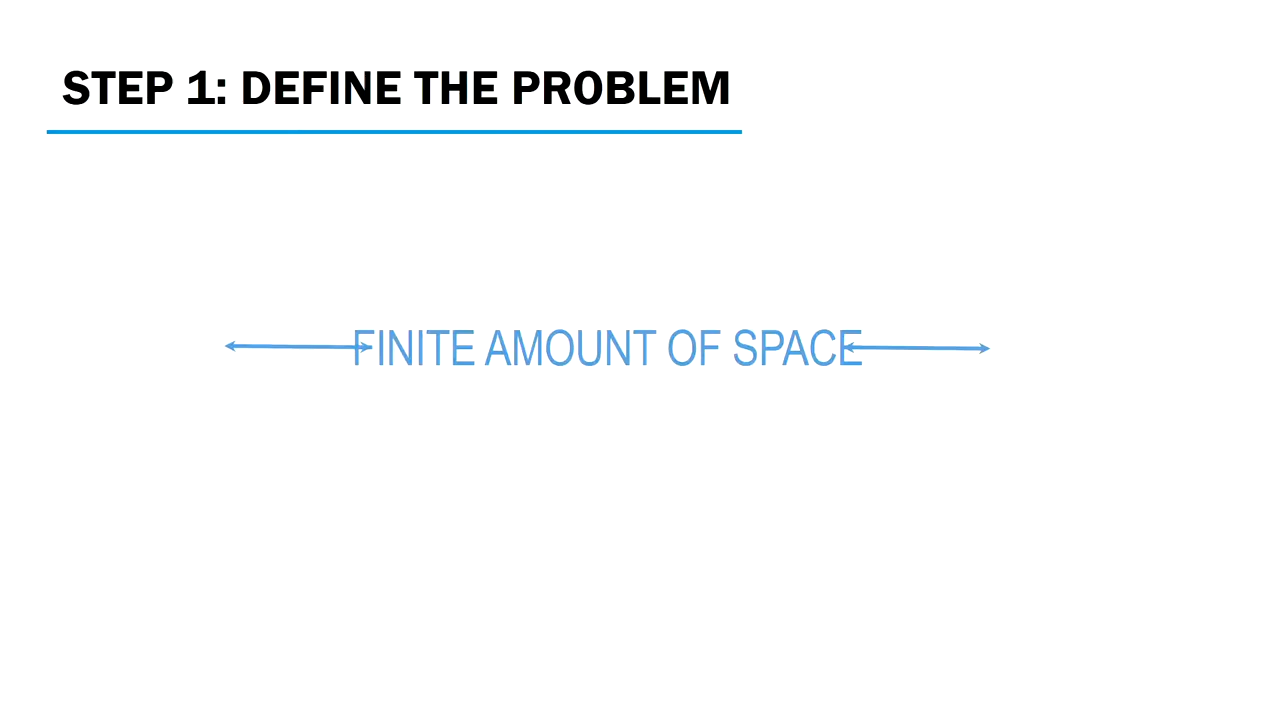 STEP 1: DEFINE THE PROBLEM
FINITE AMOUNT OF SPACE